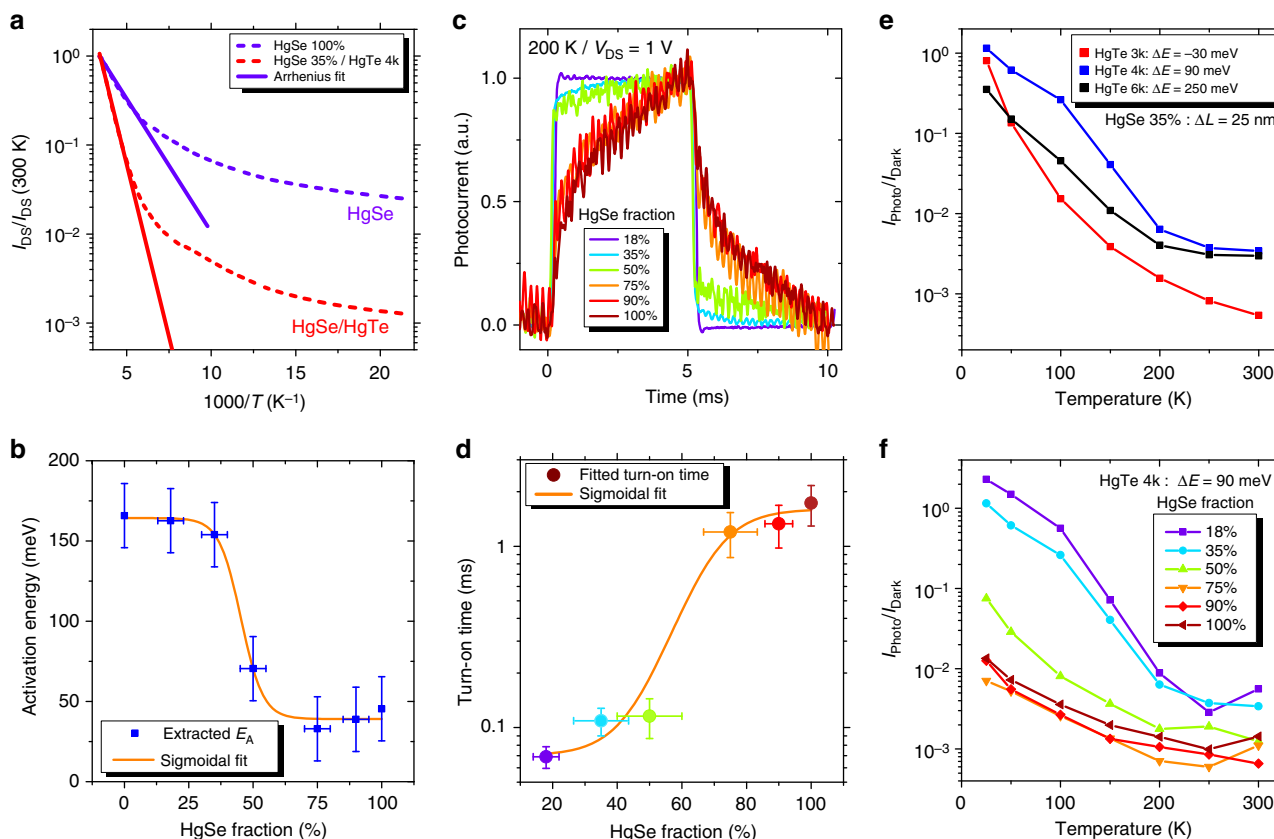 a
HgSe 100%
HgSe 35% / HgTe 4k
Arrhenius fit
10⁰
10⁻¹
10⁻²
10⁻³
HgSe
HgSe/HgTe
5
10
15
20
I_DS/I_DS (300 K)
1000/T (K⁻¹)
b
200
150
100
50
0
Extracted E_A
Sigmoidal fit
0
25
50
75
100
Activation energy (meV)
HgSe fraction (%)
c
200 K / V_DS = 1 V
1.0
0.5
0.0
HgSe fraction
18%
35%
50%
75%
90%
100%
0
5
10
Photocurrent (a.u.)
Time (ms)
d
Fitted turn-on time
Sigmoidal fit
1
0.1
20
40
60
80
100
Turn-on time (ms)
HgSe fraction (%)
e
HgTe 3k: ΔE = –30 meV
HgTe 4k: ΔE = 90 meV
HgTe 6k: ΔE = 250 meV
HgSe 35% : ΔL = 25 nm
10⁰
10⁻¹
10⁻²
10⁻³
0
100
200
300
I_Photo/I_Dark
Temperature (K)
f
HgTe 4k : ΔE = 90 meV
HgSe fraction
18%
35%
50%
75%
90%
100%
10⁰
10⁻¹
10⁻²
10⁻³
0
100
200
300
I_Photo/I_Dark
Temperature (K)